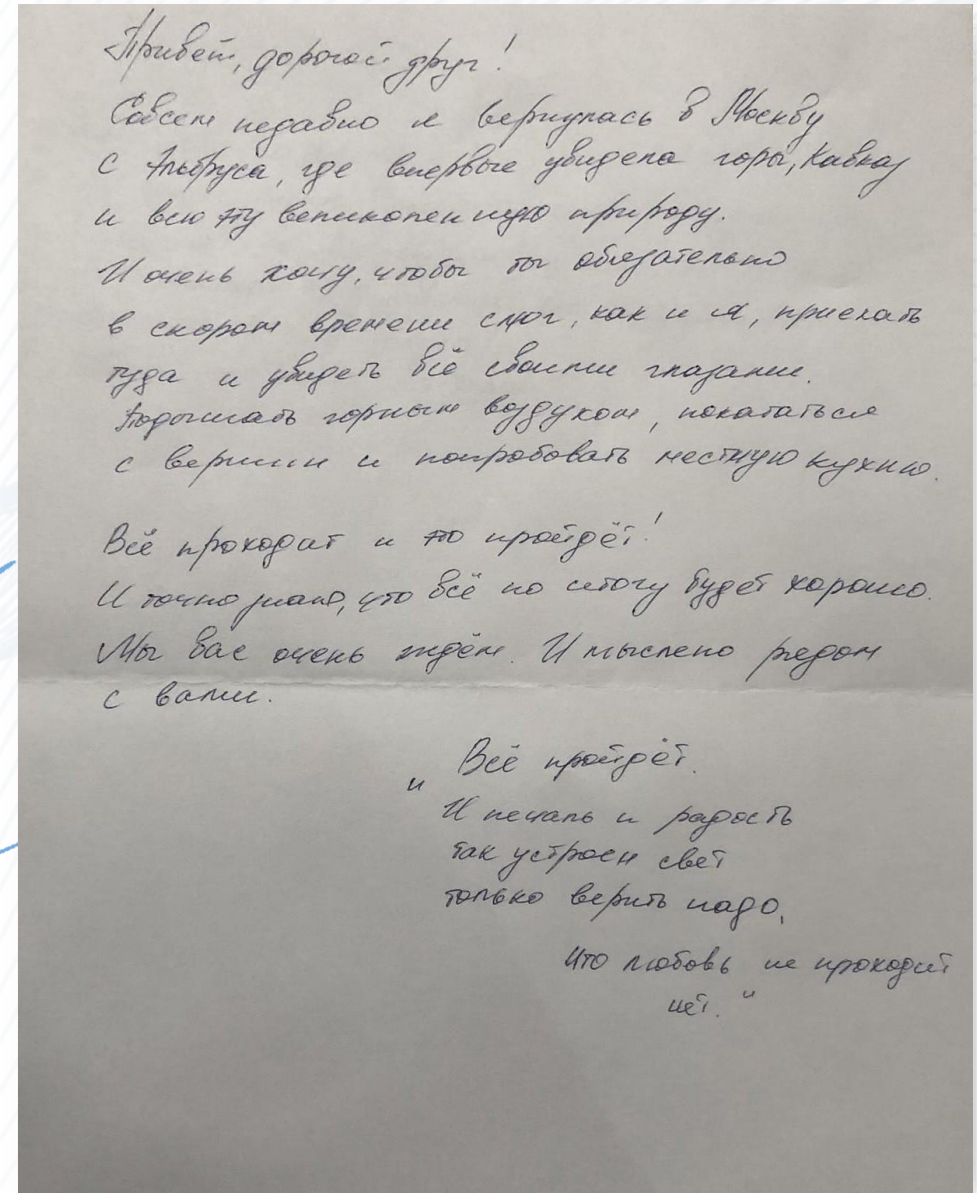 Привет, дорогой друг!
Совсем недавно я вернулась в Москву
с Эльбруса, где впервые увидела горы, Кавказ
и всю эту великолепную природу.
И очень хочу, чтобы ты обязательно
в скором времени смог, как и я, приехать
туда и увидеть всё своими глазами.
Подышать горным воздухом, покататься
с вершин и попробовать местную кухню.
Всё проходит и это пройдёт!
И точно знаю, что всё по итогу будет хорошо.
Мы вас очень ждём. И мыслено рядом
с вами.
"Всё пройдёт.
И печаль и радость
так устроен свет
только верить надо,
что любовь не проходит
нет."